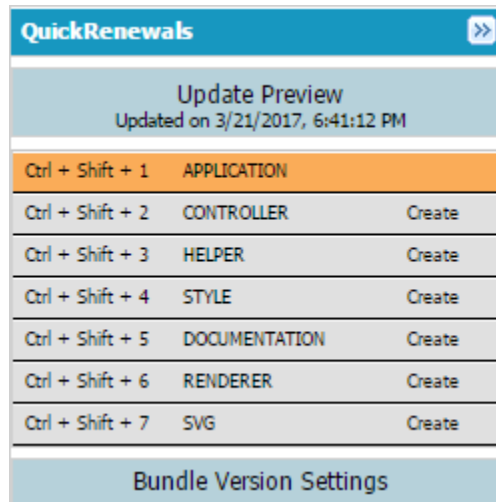 QuickRenewals
Update Preview
Updated on 3/21/2017, 6:41:12 PM
Ctrl + Shift + 1 APPLICATION
Ctrl + Shift + 2 CONTROLLER Create
Ctrl + Shift + 3 HELPER Create
Ctrl + Shift + 4 STYLE Create
Ctrl + Shift + 5 DOCUMENTATION Create
Ctrl + Shift + 6 RENDERER Create
Ctrl + Shift + 7 SVG Create
Bundle Version Settings